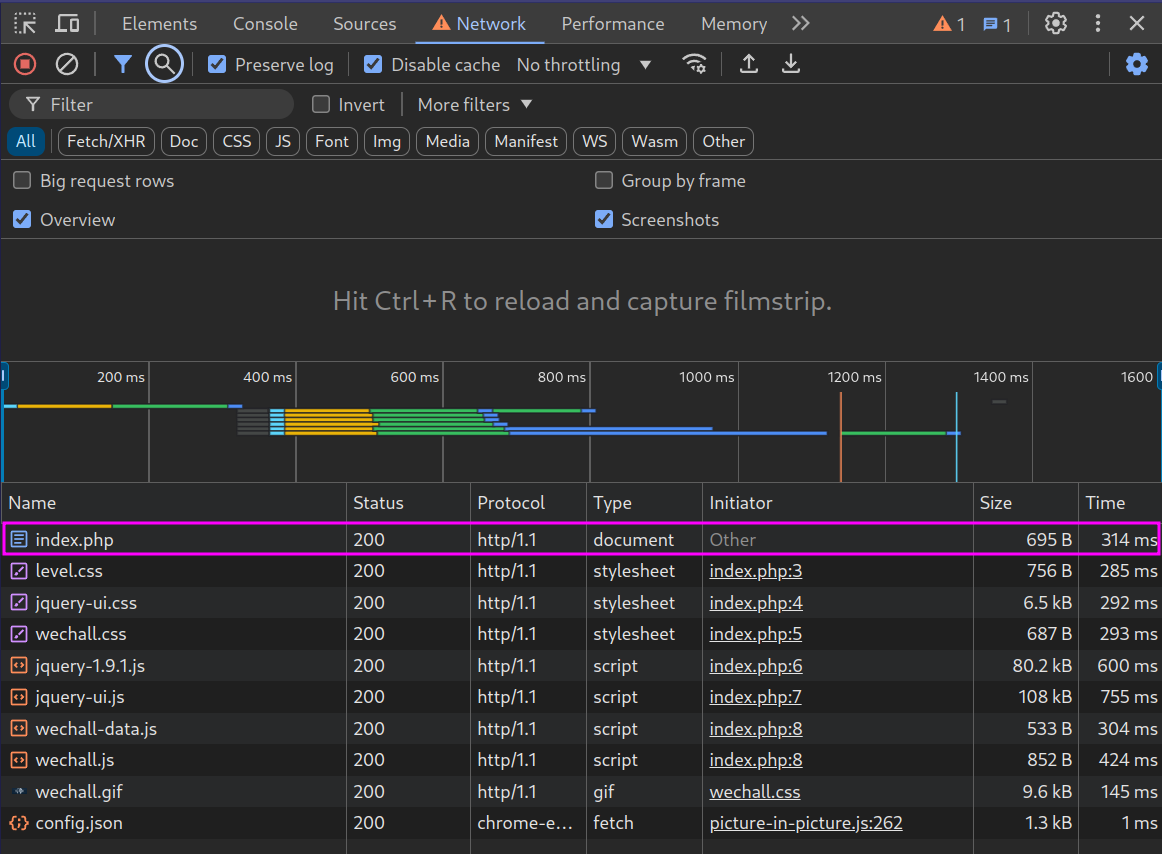 Elements Console Sources Network Performance Memory 1 1
Preserve log Disable cache No throttling
Filter Invert More filters
All Fetch/XHR Doc CSS JS Font Img Media Manifest WS Wasm Other
Big request rows Group by frame
Overview Screenshots
Hit Ctrl+R to reload and capture filmstrip.
200 ms 400 ms 600 ms 800 ms 1000 ms 1200 ms 1400 ms 1600
Name Status Protocol Type Initiator Size Time
index.php 200 http/1.1 document Other 695 B 314 ms
level.css 200 http/1.1 stylesheet index.php:3 756 B 285 ms
jquery-ui.css 200 http/1.1 stylesheet index.php:4 6.5 kB 292 ms
wechall.css 200 http/1.1 stylesheet index.php:5 687 B 293 ms
jquery-1.9.1.js 200 http/1.1 script index.php:6 80.2 kB 600 ms
jquery-ui.js 200 http/1.1 script index.php:7 108 kB 755 ms
wechall-data.js 200 http/1.1 script index.php:8 533 B 304 ms
wechall.js 200 http/1.1 script index.php:8 852 B 424 ms
wechall.gif 200 http/1.1 gif wechall.css 9.6 kB 145 ms
config.json 200 chrome-e... fetch picture-in-picture.js:262 1.3 kB 1 ms